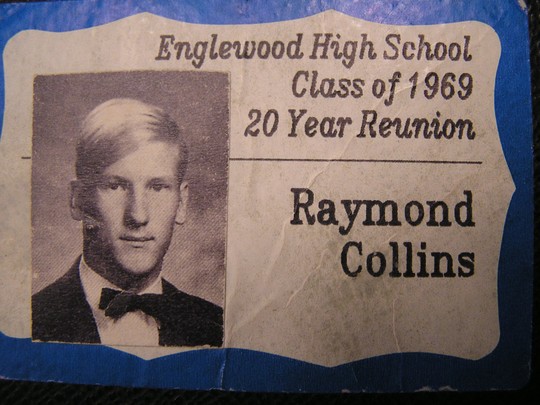 Englewood High School
Class of 1969
20 Year Reunion
Raymond
Collins